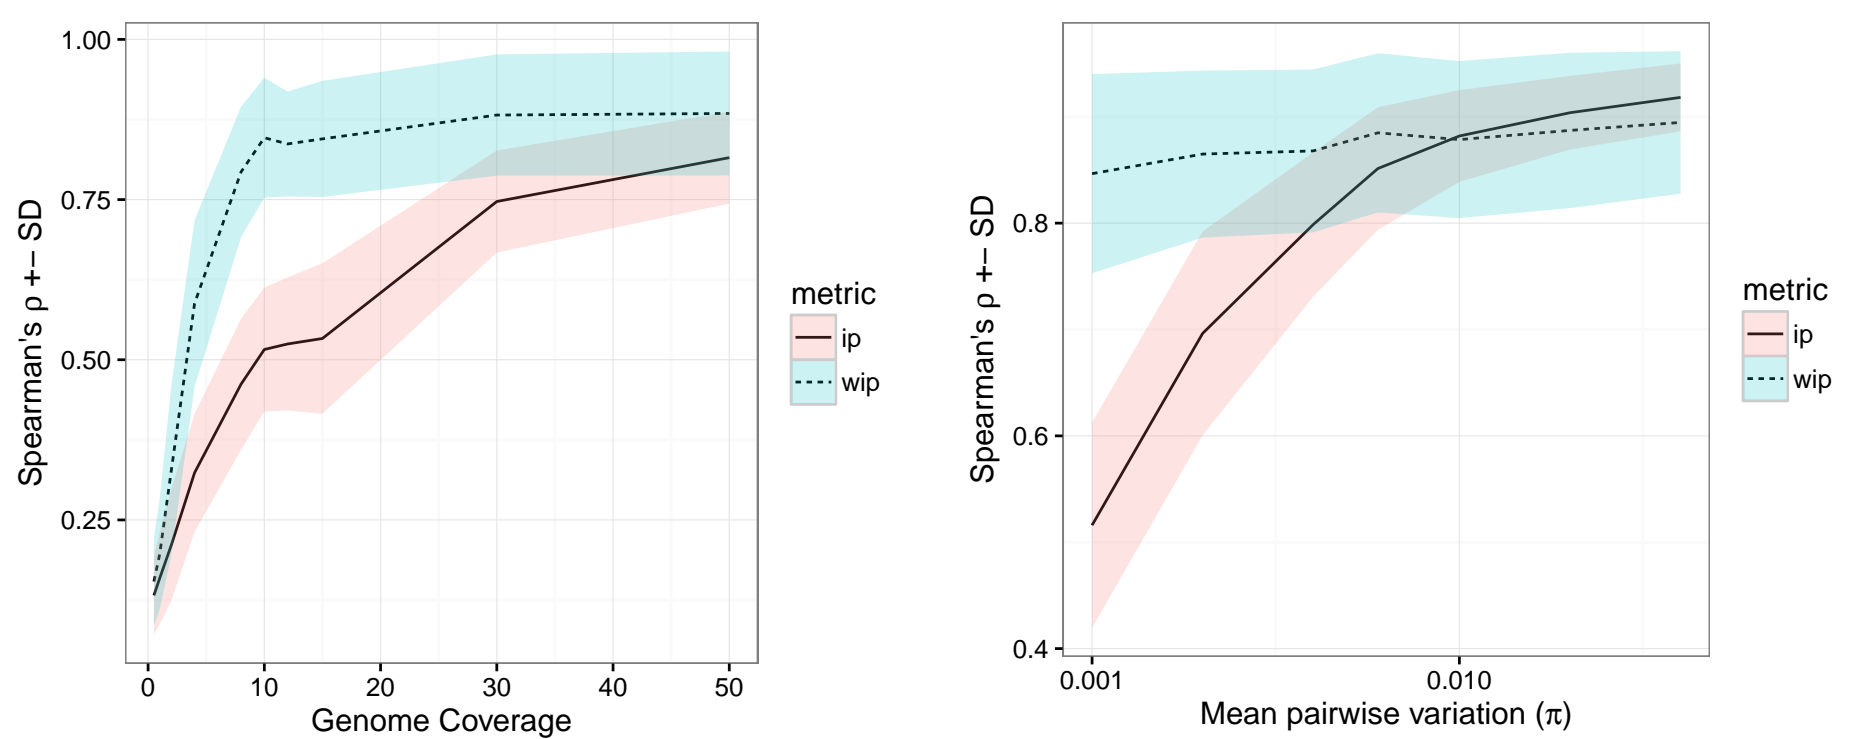 1.00
0.75
0.50
0.25
Spearman's ρ +− SD
0 10 20 30 40 50
Genome Coverage
metric
ip
wip
0.8
0.6
0.4
Spearman's ρ +− SD
0.001 0.010
Mean pairwise variation (π)
metric
ip
wip